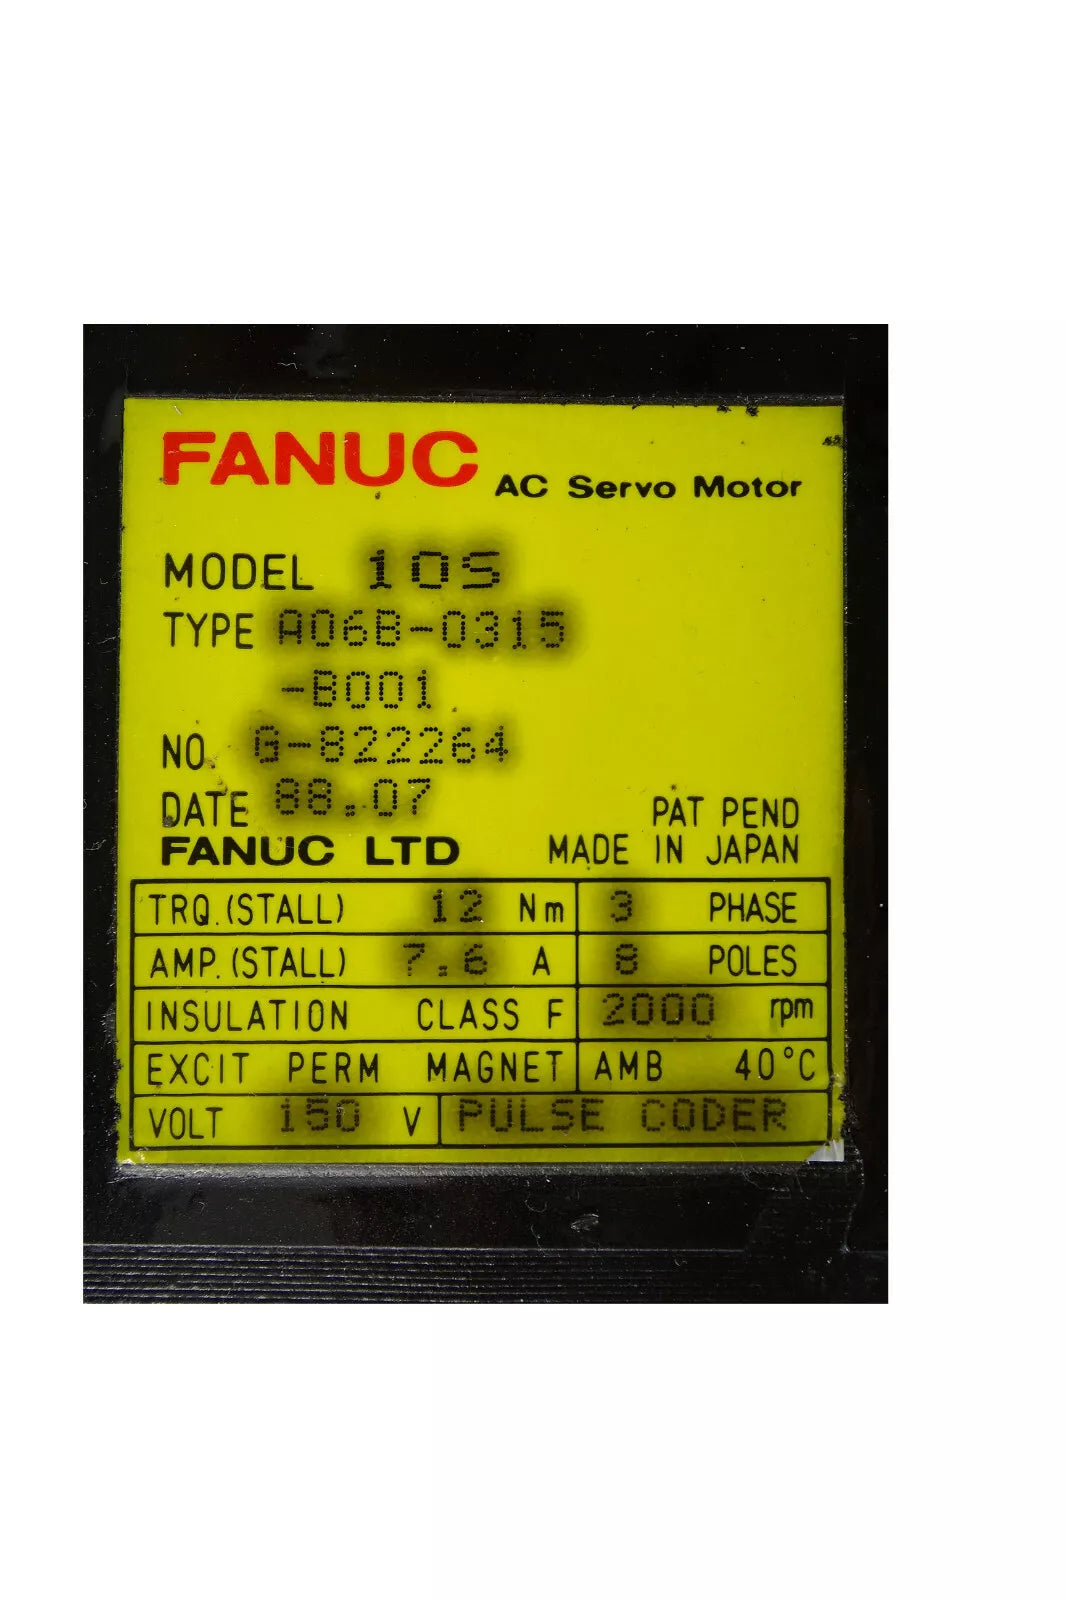 FANUC AC Servo Motor
MODEL 10S
TYPE A06B-0315
-B001
NO. G-822264
DATE 88.07
PAT PEND
FANUC LTD MADE IN JAPAN
TRQ.(STALL) 12 Nm 3 PHASE
AMP.(STALL) 7.6 A 8 POLES
INSULATION CLASS F 2000 rpm
EXCIT PERM MAGNET AMB 40°C
VOLT 150 V PULSE CODER